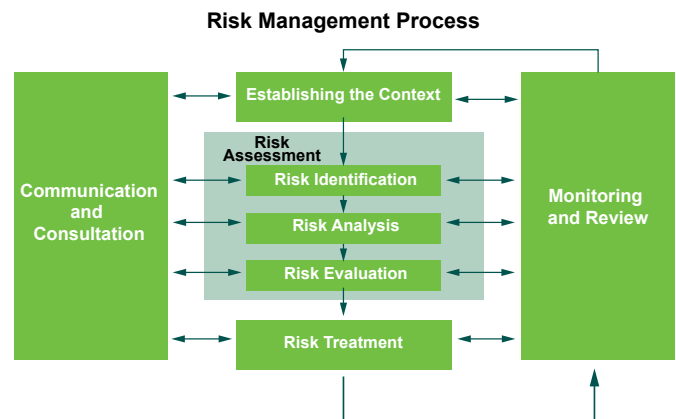 Risk Management Process
Establishing the Context
Risk
Assessment
Risk Identification
Risk Analysis
Risk Evaluation
Risk Treatment
Communication
and
Consultation
Monitoring
and Review